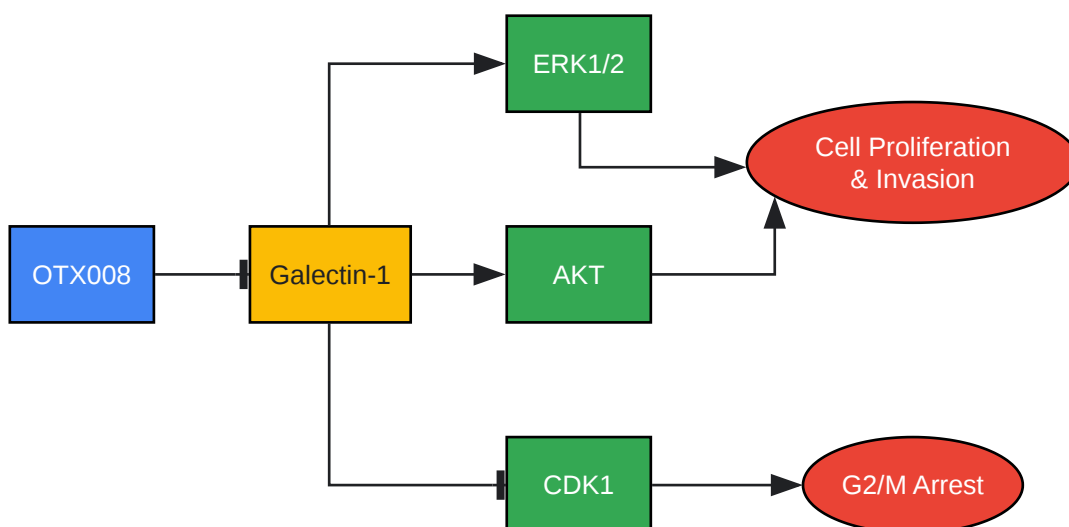 ERK1/2
Cell Proliferation
& Invasion
OTX008
Galectin-1
AKT
CDK1
G2/M Arrest